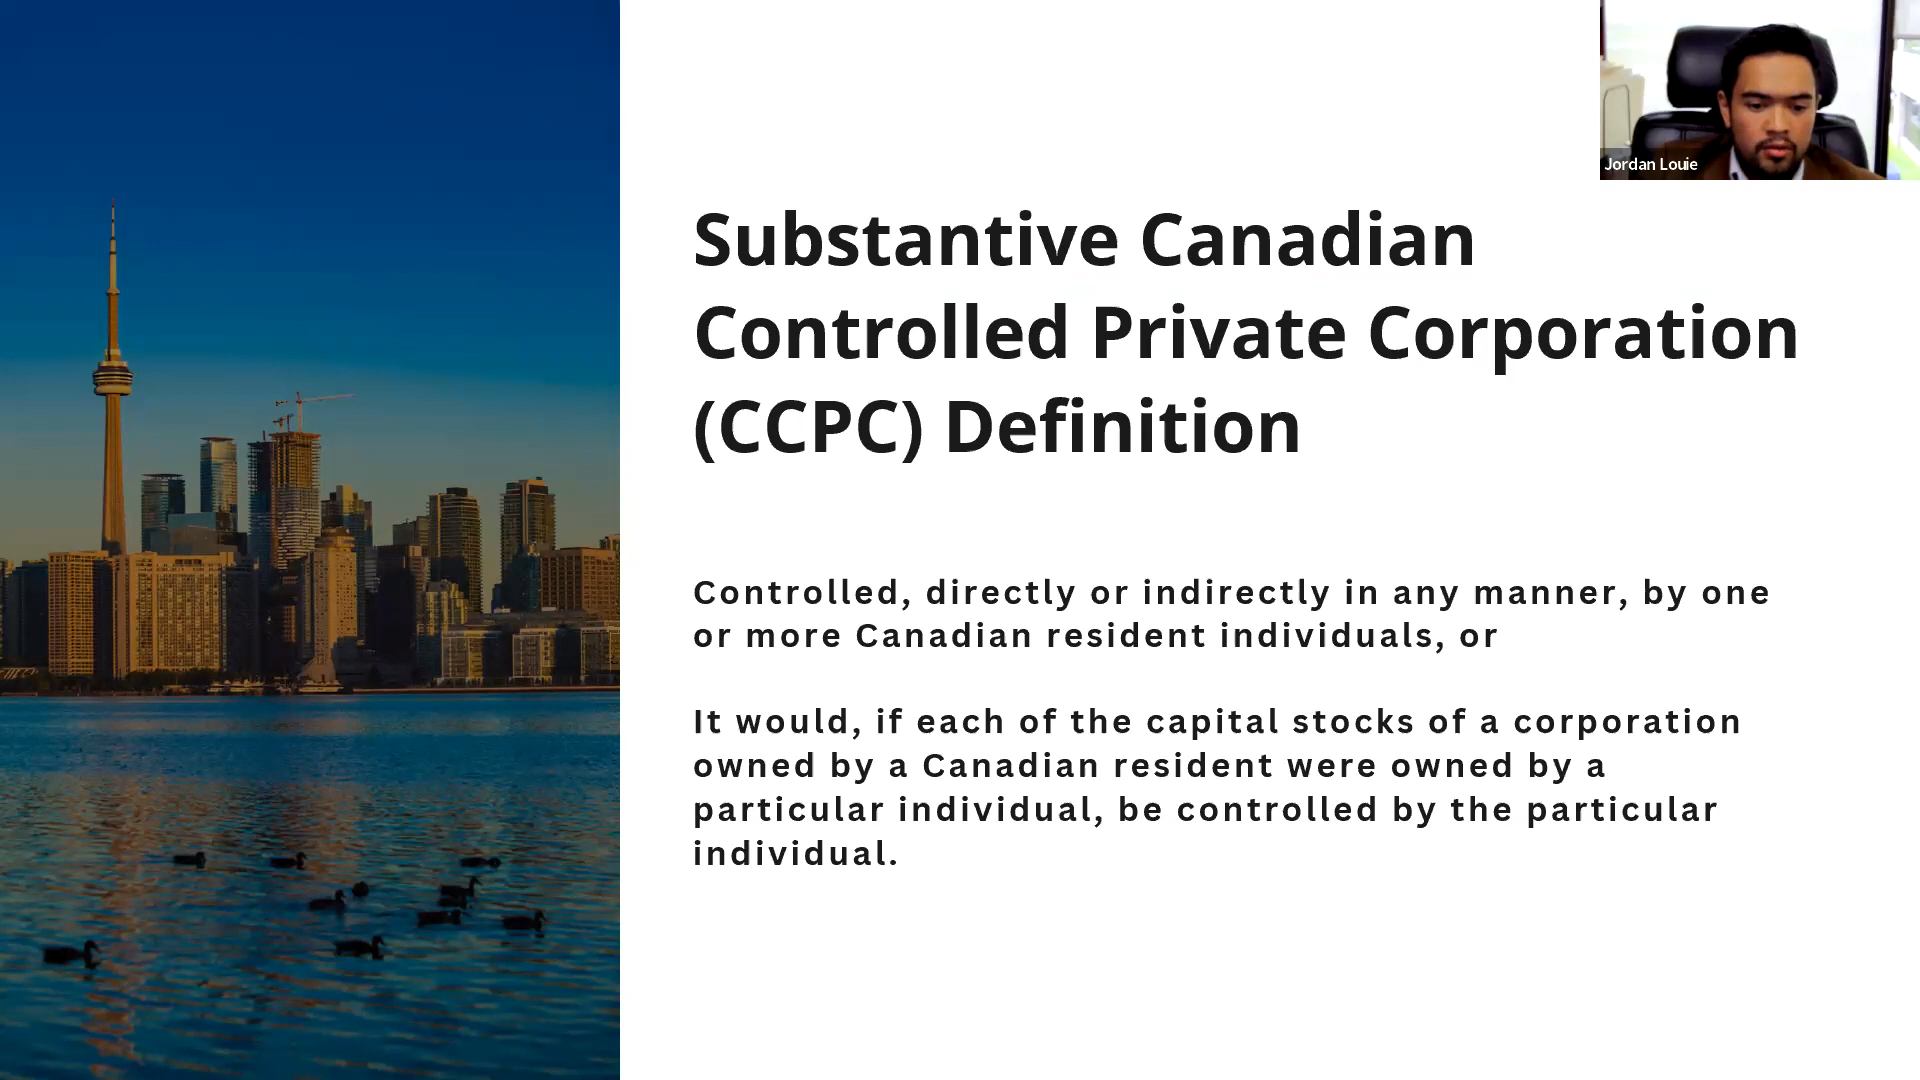 Jordan Louie
Substantive Canadian
Controlled Private Corporation
(CCPC) Definition
Controlled, directly or indirectly in any manner, by one
or more Canadian resident individuals, or
It would, if each of the capital stocks of a corporation
owned by a Canadian resident were owned by a
particular individual, be controlled by the particular
individual.